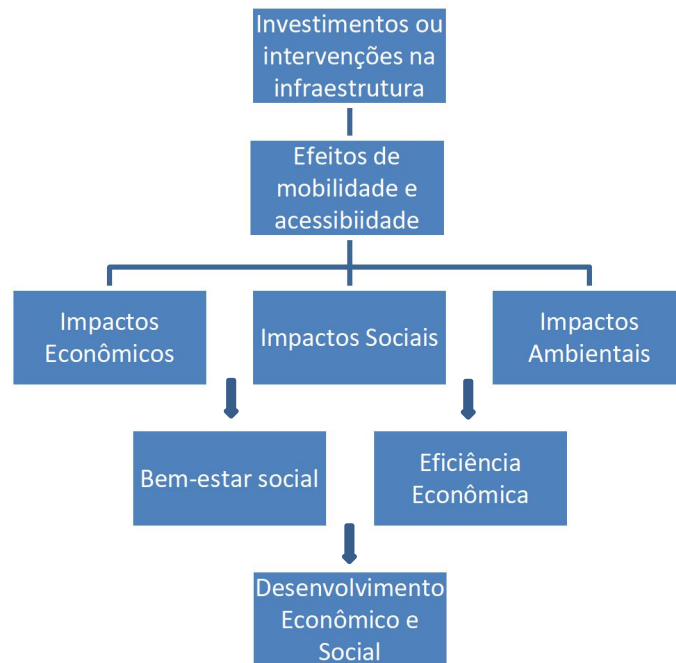 Investimentos ou
intervenções na
infraestrutura
Efeitos de
mobilidade e
acessibiidade
Impactos
Econômicos
Impactos Sociais
Impactos
Ambientais
Bem-estar social
Eficiência
Econômica
Desenvolvimento
Econômico e
Social